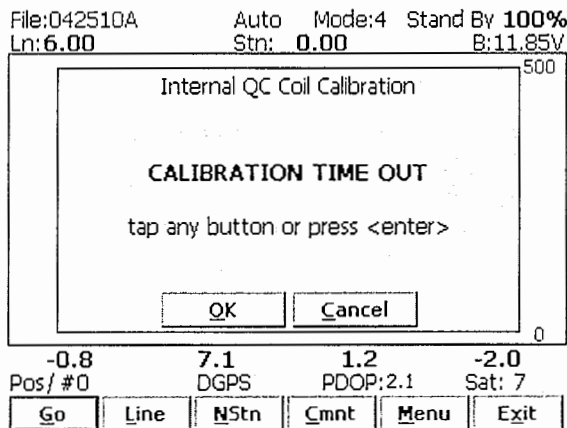 File:042510A Auto Mode:4 Stand By 100%
Ln:6.00 Stn: 0.00 B:11.85V
500
Internal QC Coil Calibration
CALIBRATION TIME OUT
tap any button or press <enter>
OK Cancel
0
-0.8 7.1 1.2 -2.0
Pos/ #0 DGPS PDOP:2.1 Sat: 7
Go Line NStn Cmnt Menu Exit